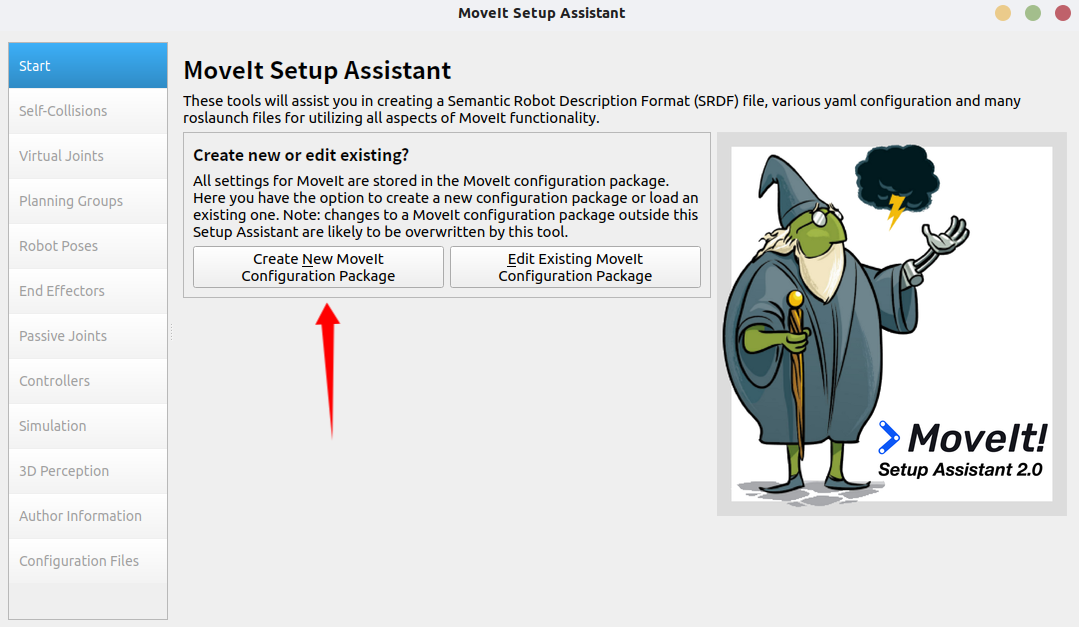 MoveIt Setup Assistant
Start
Self-Collisions
Virtual Joints
Planning Groups
Robot Poses
End Effectors
Passive Joints
Controllers
Simulation
3D Perception
Author Information
Configuration Files
MoveIt Setup Assistant
These tools will assist you in creating a Semantic Robot Description Format (SRDF) file, various yaml configuration and many
roslaunch files for utilizing all aspects of MoveIt functionality.
Create new or edit existing?
All settings for MoveIt are stored in the MoveIt configuration package.
Here you have the option to create a new configuration package or load an
existing one. Note: changes to a MoveIt configuration package outside this
Setup Assistant are likely to be overwritten by this tool.
Create New MoveIt
Configuration Package
Edit Existing MoveIt
Configuration Package
MoveIt!
Setup Assistant 2.0